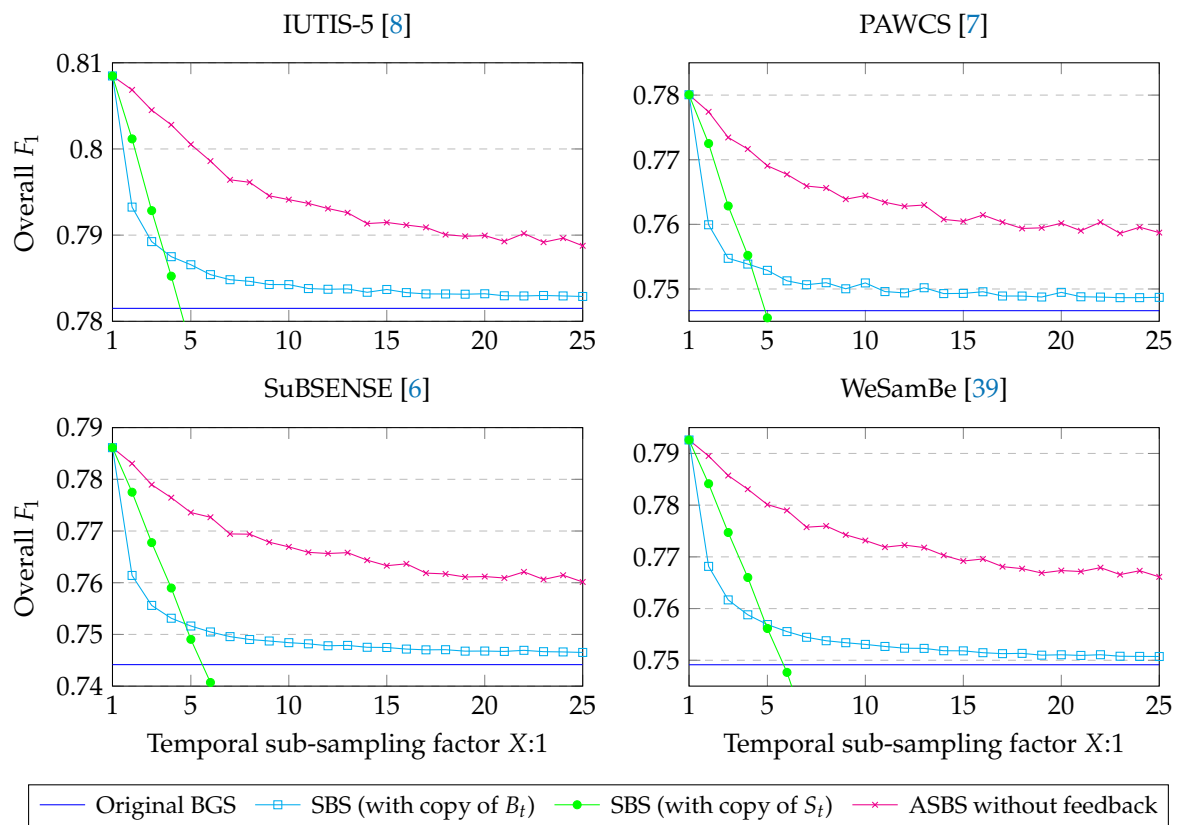 IUTIS-5 [8]
PAWCS [7]
Overall F1
0.81
0.8
0.79
0.78
1 5 10 15 20 25
0.78
0.77
0.76
0.75
1 5 10 15 20 25
SuBSENSE [6]
WeSamBe [39]
Overall F1
0.79
0.78
0.77
0.76
0.75
0.74
1 5 10 15 20 25
Temporal sub-sampling factor X:1
0.79
0.78
0.77
0.76
0.75
1 5 10 15 20 25
Temporal sub-sampling factor X:1
Original BGS SBS (with copy of Bt) SBS (with copy of St) ASBS without feedback